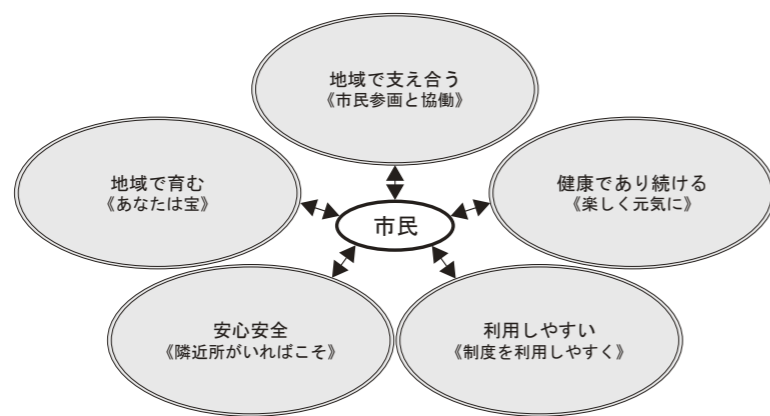 地域で支え合う
《市民参画と協働》
地域で育む
《あなたは宝》
健康であり続ける
《楽しく元気に》
市民
安心安全
《隣近所がいればこそ》
利用しやすい
《制度を利用しやすく》